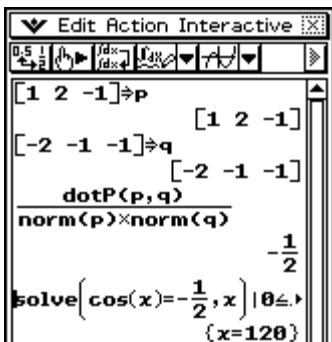 Edit Action Interactive
[1 2 -1]⇒p
[1 2 -1]
[-2 -1 -1]⇒q
[-2 -1 -1]
dotP(p,q)
norm(p)×norm(q)
-1/2
solve(cos(x)=-1/2,x)|0≤
{x=120}